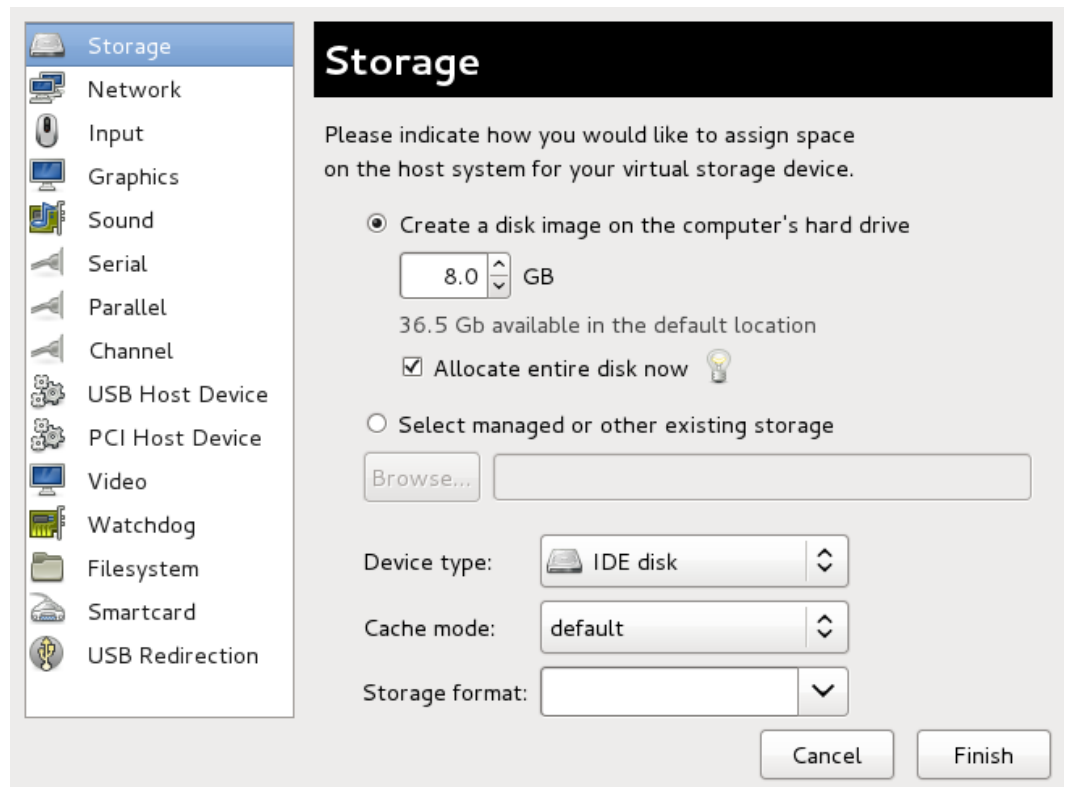 Storage
Network
Input
Graphics
Sound
Serial
Parallel
Channel
USB Host Device
PCI Host Device
Video
Watchdog
Filesystem
Smartcard
USB Redirection
Storage
Please indicate how you would like to assign space
on the host system for your virtual storage device.
Create a disk image on the computer's hard drive
8.0 GB
36.5 Gb available in the default location
Allocate entire disk now
Select managed or other existing storage
Browse...
Device type: IDE disk
Cache mode: default
Storage format:
Cancel Finish